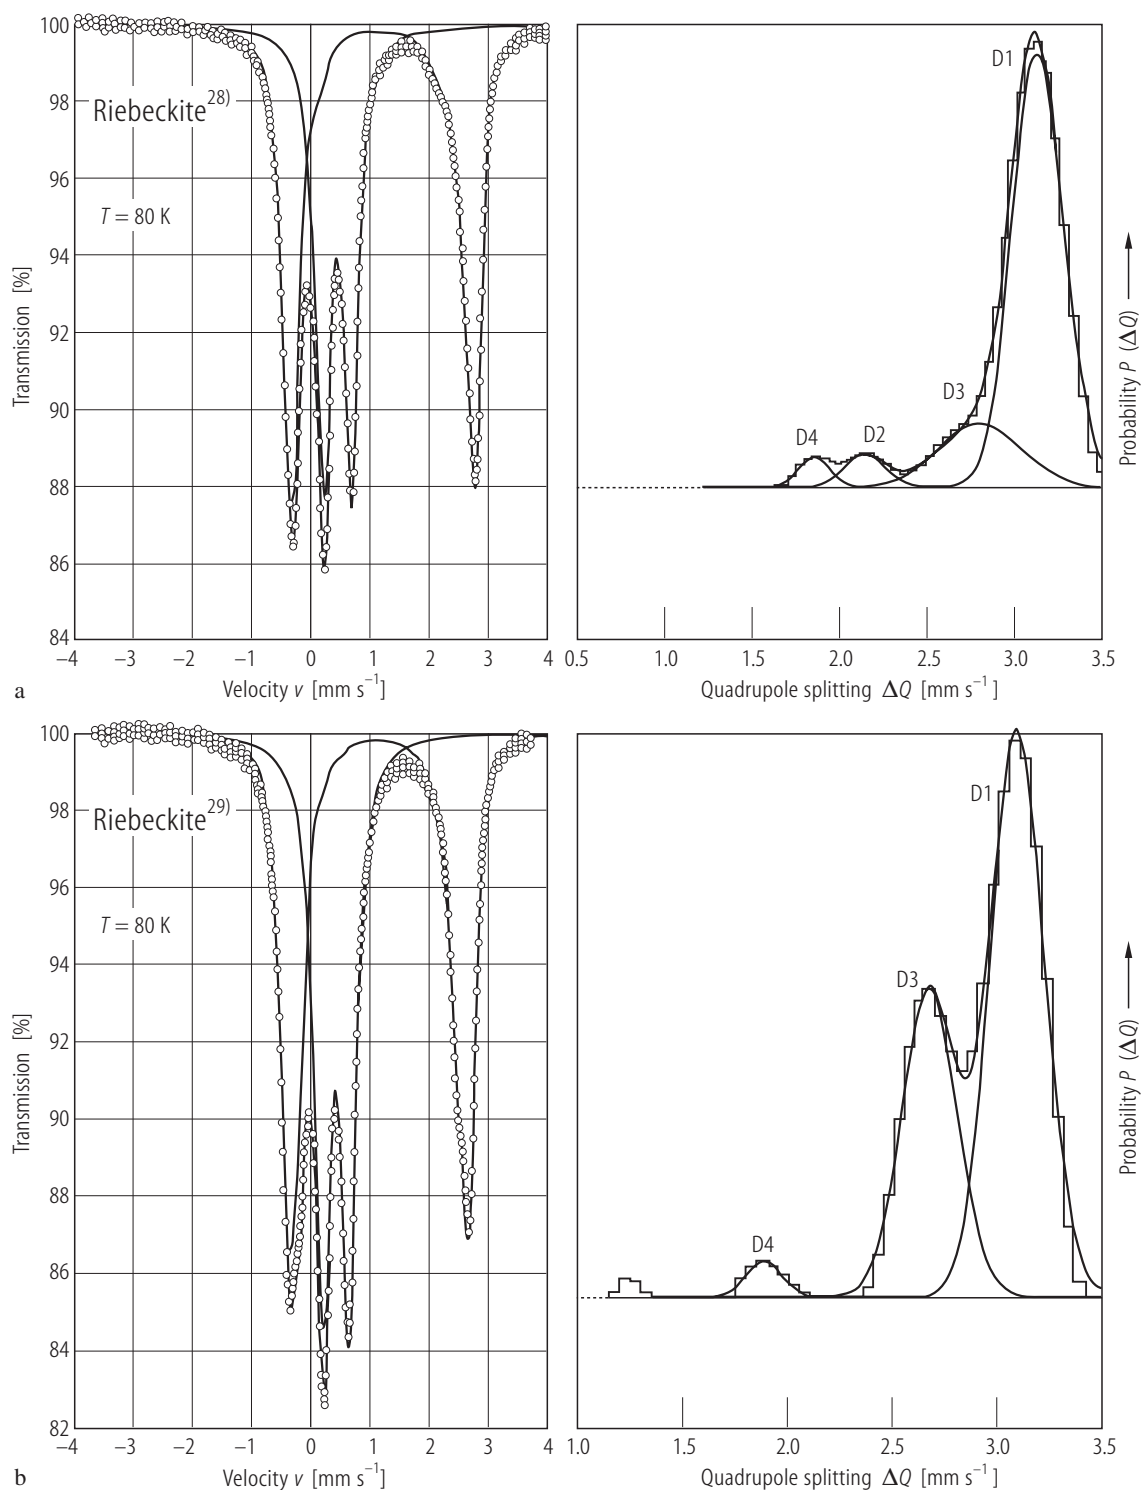 100
98
96
94
92
90
88
86
84
Transmission [%]
Riebeckite28)
T = 80 K
–4 –3 –2 –1 0 1 2 3 4
Velocity v [mm s–1]
a
D1
D3
D4 D2
0.5 1.0 1.5 2.0 2.5 3.0 3.5
Quadrupole splitting ΔQ [mm s–1]
Probability P (ΔQ)
100
98
96
94
92
90
88
86
84
82
Transmission [%]
Riebeckite29)
T = 80 K
–4 –3 –2 –1 0 1 2 3 4
Velocity v [mm s–1]
b
D1
D3
D4
1.0 1.5 2.0 2.5 3.0 3.5
Quadrupole splitting ΔQ [mm s–1]
Probability P (ΔQ)